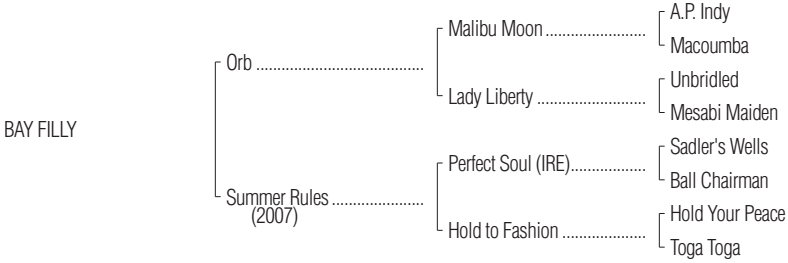 A.P. Indy
Malibu Moon ........................
Macoumba
Orb ........................................
Unbridled
Lady Liberty ..........................
Mesabi Maiden
BAY FILLY
Sadler's Wells
Perfect Soul (IRE)..................
Ball Chairman
Summer Rules ......................
(2007)
Hold Your Peace
Hold to Fashion ....................
Toga Toga